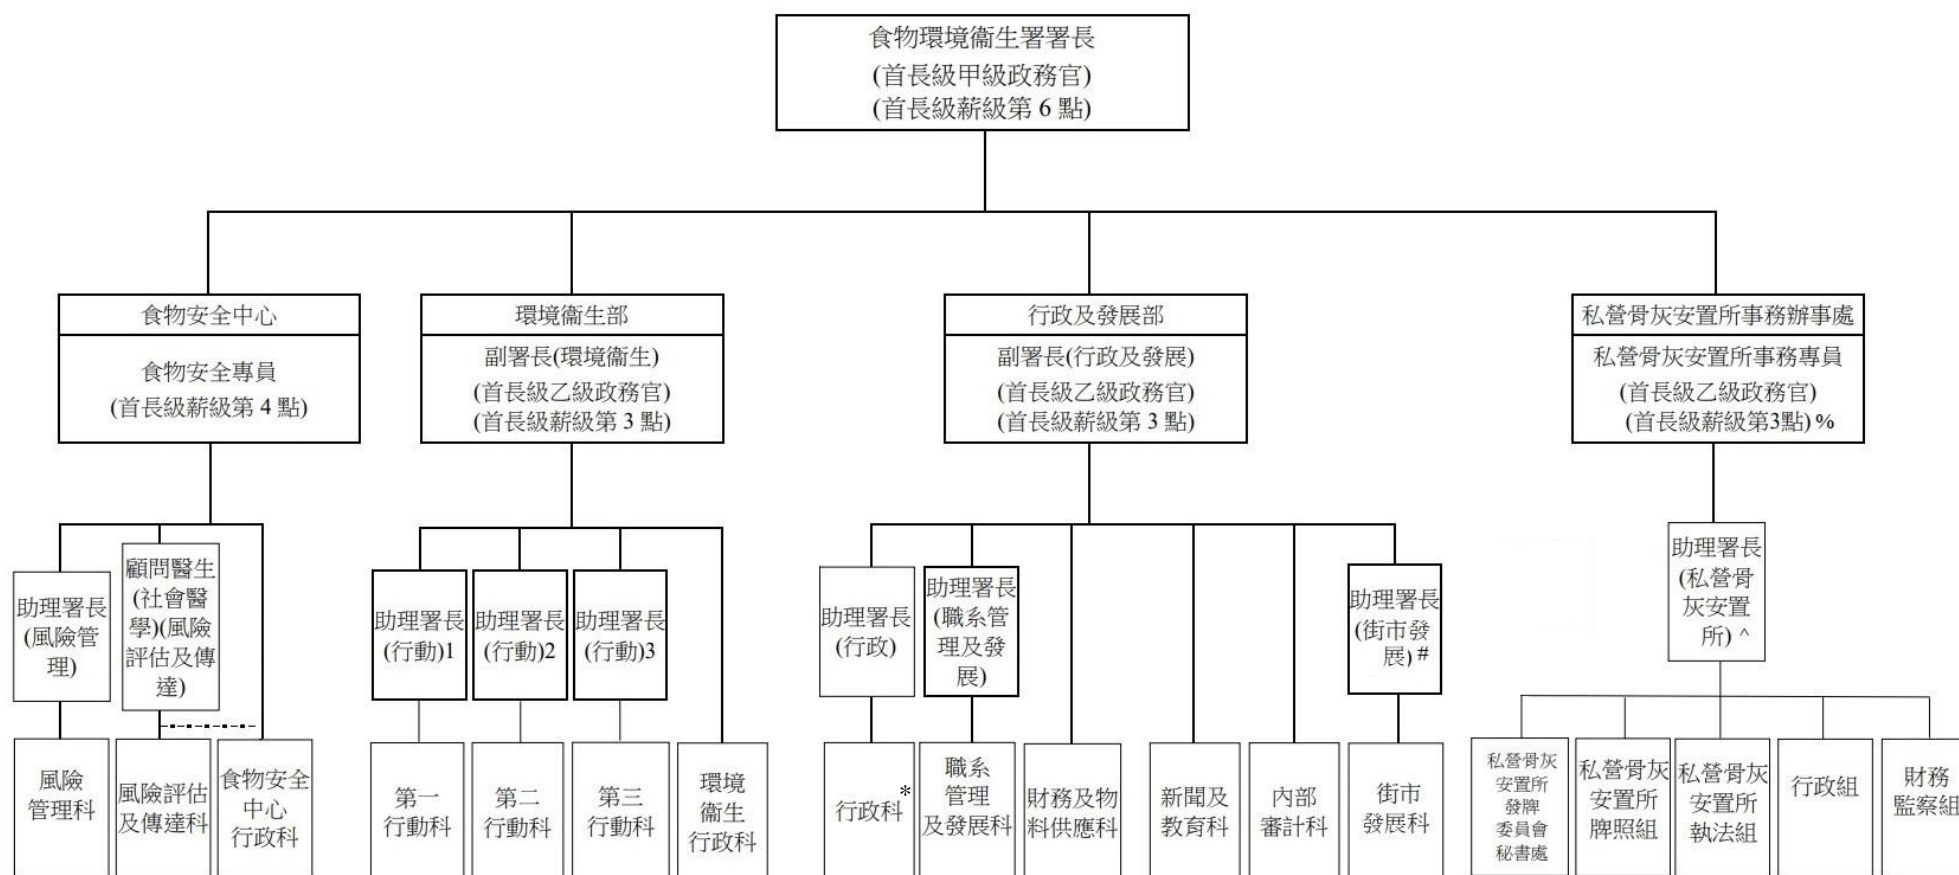 食物環境衞生署署長
(首長級甲級政務官)
(首長級薪級第 6 點)
食物安全中心
食物安全專員
(首長級薪級第 4 點)
環境衞生部
副署長(環境衞生)
(首長級乙級政務官)
(首長級薪級第 3 點)
行政及發展部
副署長(行政及發展)
(首長級乙級政務官)
(首長級薪級第 3 點)
私營骨灰安置所事務辦事處
私營骨灰安置所事務專員
(首長級乙級政務官)
(首長級薪級第3點) %
助理署長
(風險管
理)
顧問醫生
(社會醫
學)(風險
評估及傳
達)
助理署長
(行動)1
助理署長
(行動)2
助理署長
(行動)3
助理署長
(行政)
助理署長
(職系管
理及發
展)
助理署長
(街市發
展) #
助理署長
(私營骨
灰安置
所) ^
風險
管理科
風險評估
及傳達科
食物安全
中心
行政科
第一
行動科
第二
行動科
第三
行動科
環境
衞生
行政科
行政科*
職系
管理
及發展科
財務及物
料供應科
新聞及
教育科
內部
審計科
街市
發展科
私營骨灰
安置所
發牌
委員會
秘書處
私營骨灰
安置所
牌照組
私營骨灰
安置所
執法組
行政組
財務
監察組